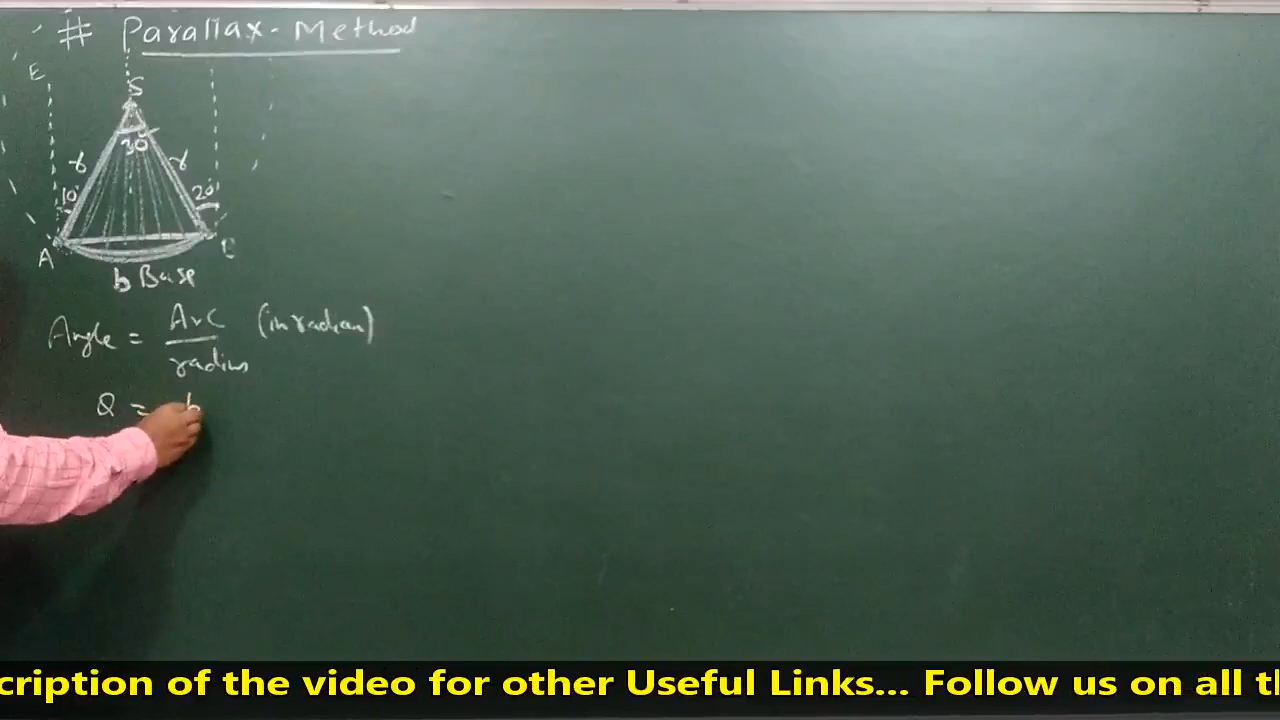 # Parallax-Method
E
S
30°
r r
10° 20°
A B
b Base
Angle = Arc (in radian)
radius
Q = b
cription of the video for other Useful Links... Follow us on all th